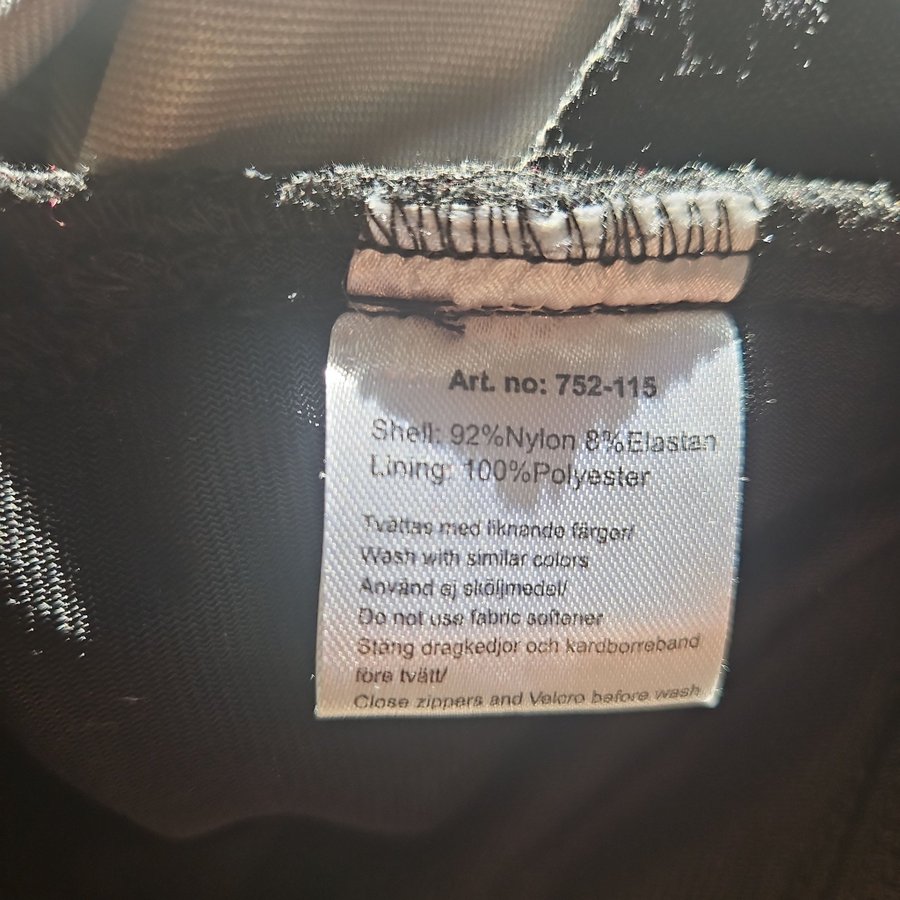 Art. no: 752-115
Shell: 92%Nylon 8%Elastan
Lining: 100%Polyester
Tvättas med liknande färger/
Wash with similar colors
Använd ej sköljmedel/
Do not use fabric softener
Stäng dragkedjor och kardborreband
före tvätt/
Close zippers and Velcro before wash